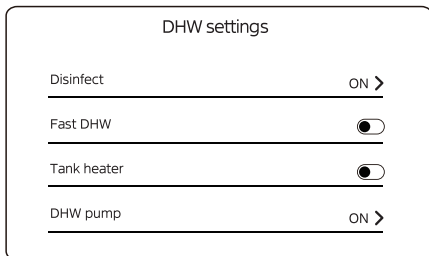 DHW settings
Disinfect ON
Fast DHW
Tank heater
DHW pump ON